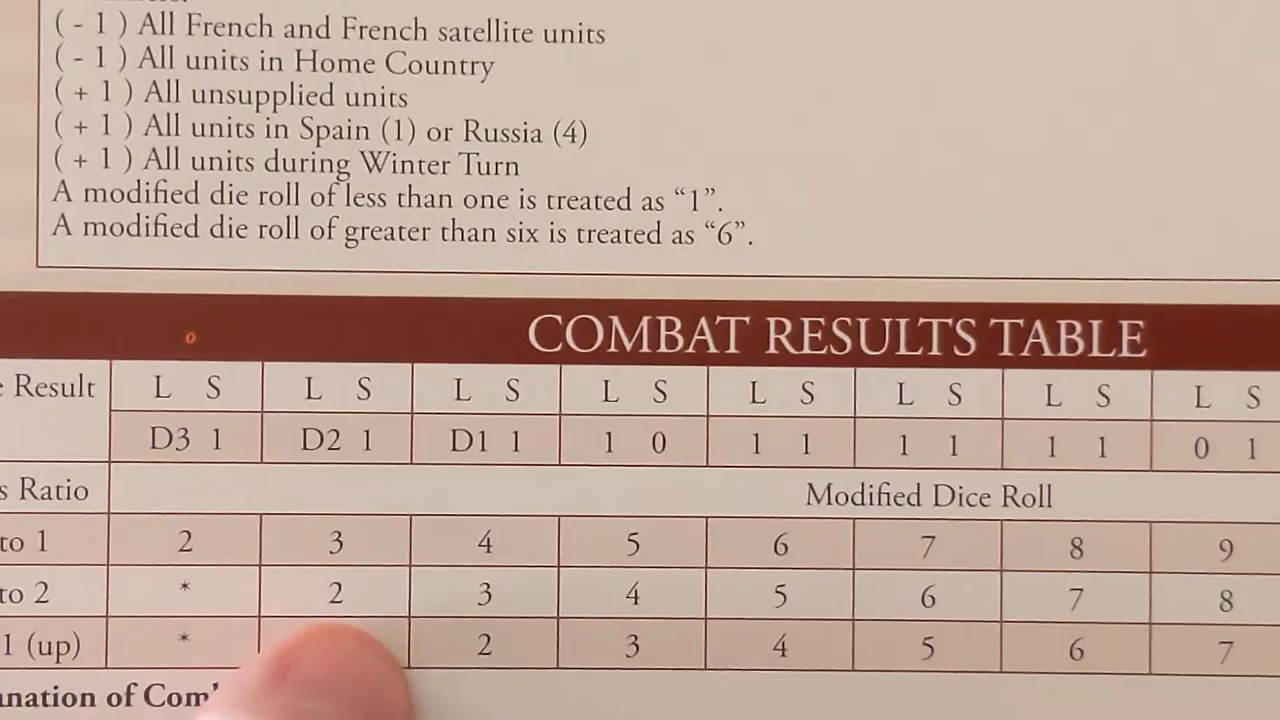 ( - 1 ) All French and French satellite units
( - 1 ) All units in Home Country
( + 1 ) All unsupplied units
( + 1 ) All units in Spain (1) or Russia (4)
( + 1 ) All units during Winter Turn
A modified die roll of less than one is treated as “1”.
A modified die roll of greater than six is treated as “6”.
COMBAT RESULTS TABLE
Result L S L S L S L S L S L S L S L S
D3 1 D2 1 D1 1 1 0 1 1 1 1 1 1 0 1
Ratio Modified Dice Roll
to 1 2 3 4 5 6 7 8 9
to 2 * 2 3 4 5 6 7 8
1 (up) * 2 3 4 5 6 7
of